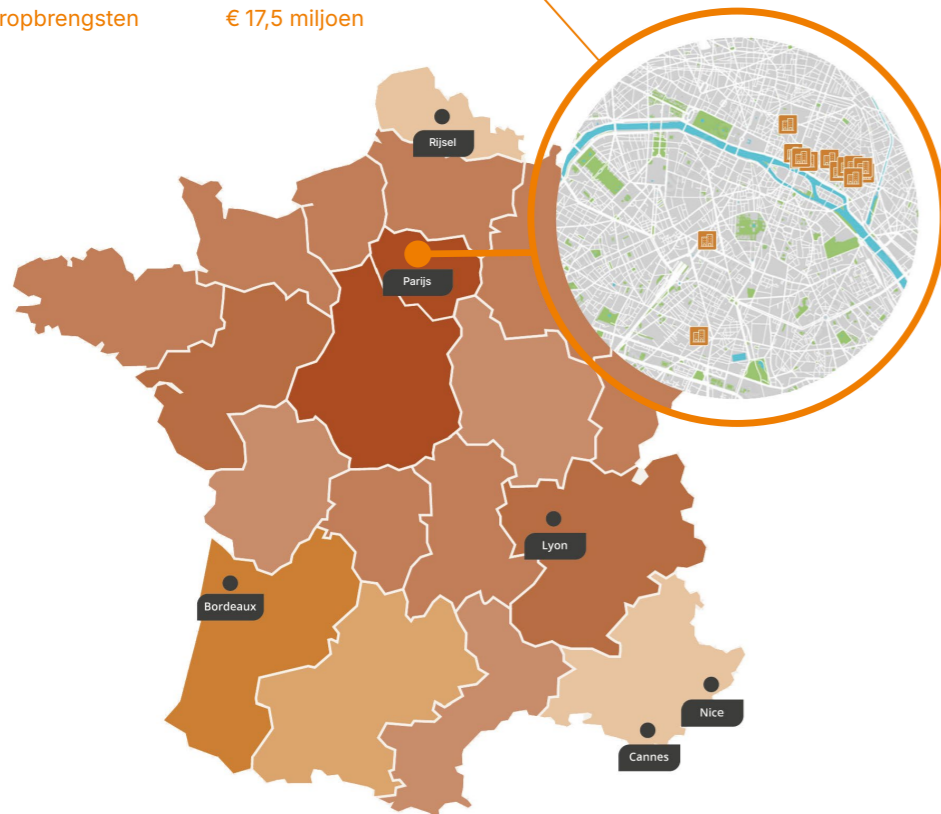 ropbrengsten € 17,5 miljoen
Rijsel
Parijs
Lyon
Bordeaux
Nice
Cannes